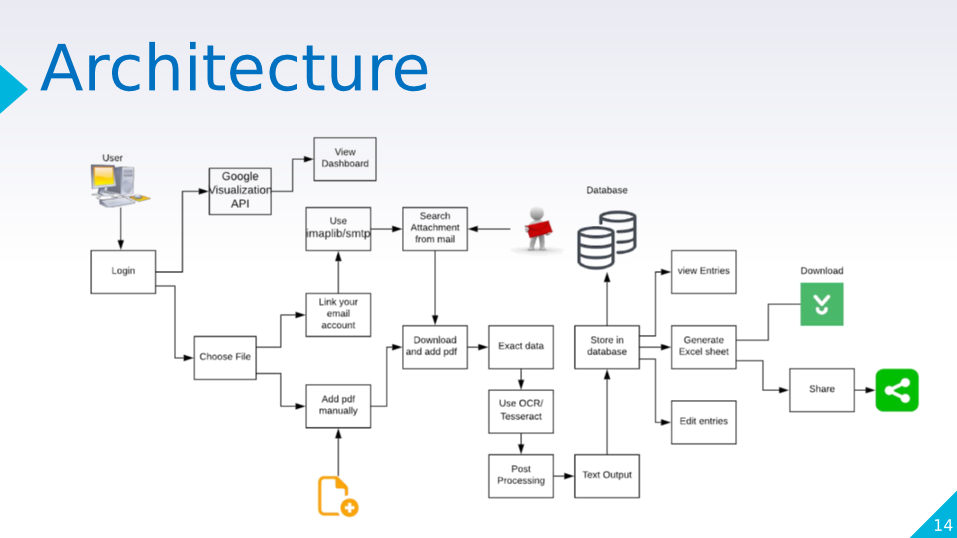 Architecture
User
View
Dashboard
Google
Visualization
API
Database
Use
imaplib/smtp
Search
Attachment
from mail
Login
view Entries
Download
Link your
email
account
Choose File
Download
and add pdf
Exact data
Store in
database
Generate
Excel sheet
Add pdf
manually
Use OCR/
Tesseract
Share
Edit entries
Post
Processing
Text Output
14